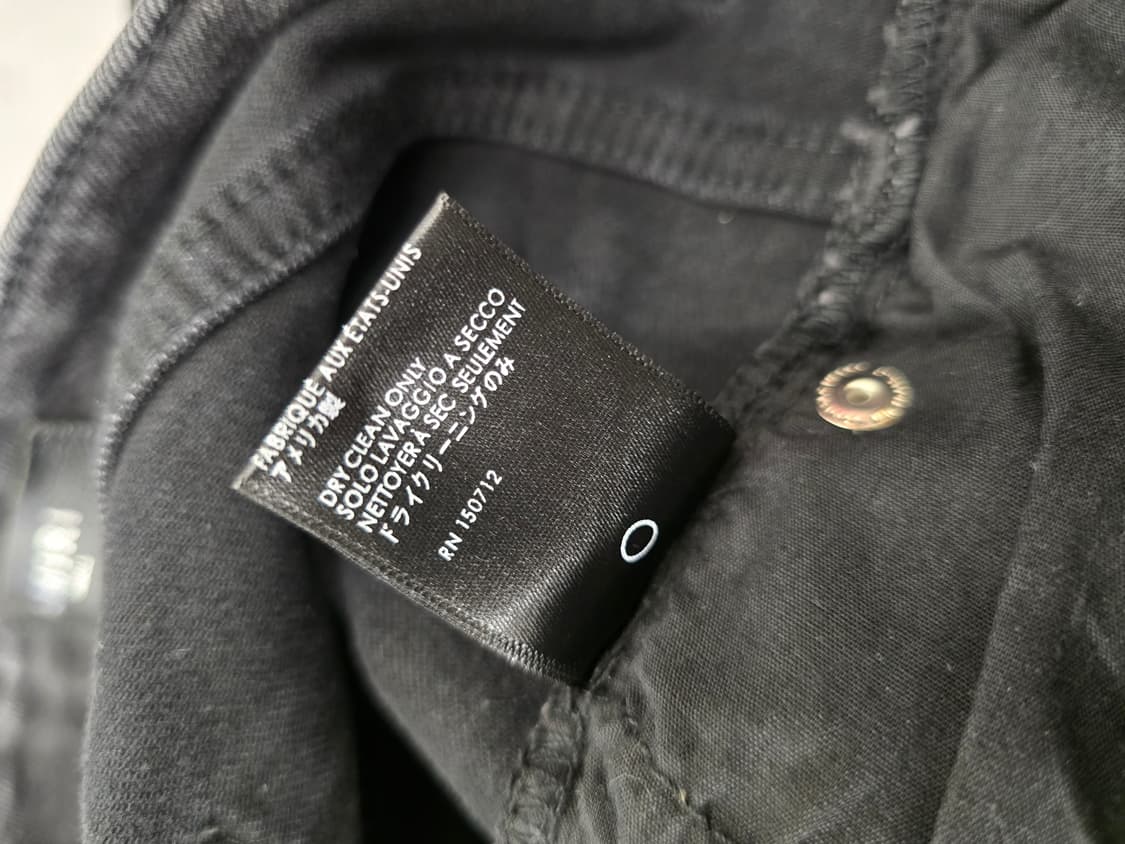 FABRIQUÉ AUX ÉTATS-UNIS
アメリカ製
DRY CLEAN ONLY
SOLO LAVAGGIO A SECCO
NETTOYER À SEC SEULEMENT
ドライクリーニングのみ
RN 150712